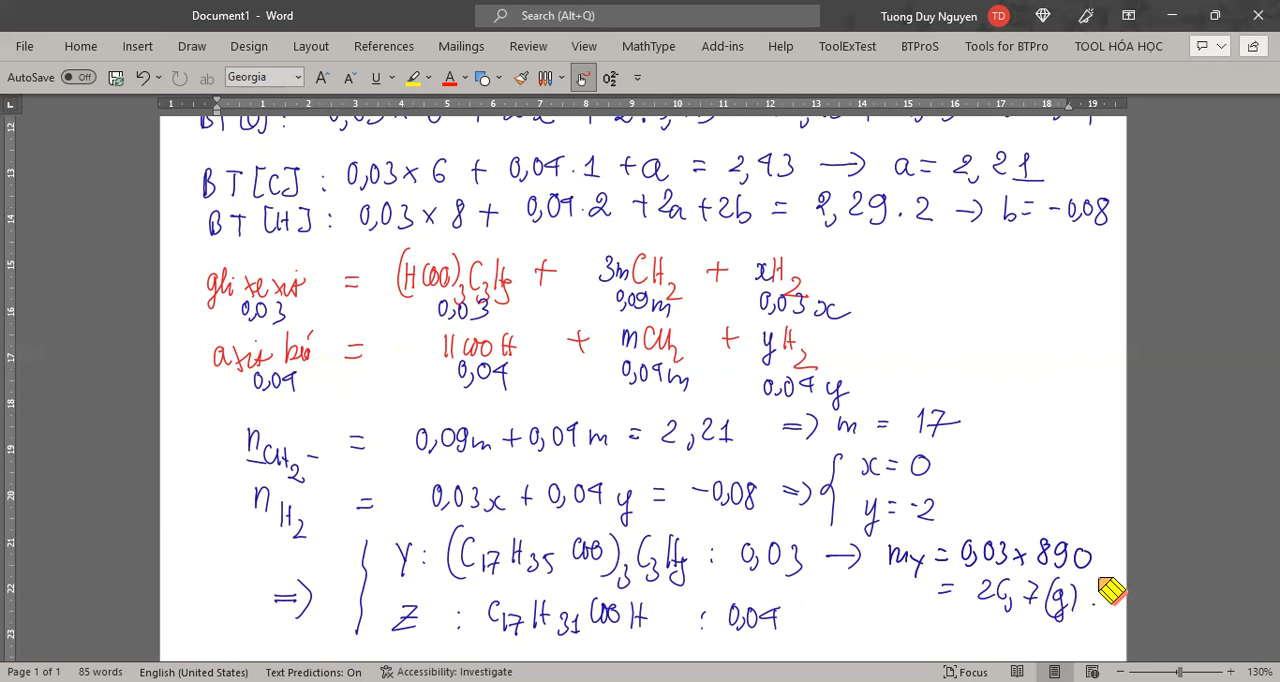 Document1 - Word
Search (Alt+Q)
Tuong Duy Nguyen
TD
File Home Insert Draw Design Layout References Mailings Review View MathType Add-ins Help ToolExTest BTProS Tools for BTPro TOOL HÓA HỌC
AutoSave Off Georgia
BT[C] : 0,03 × 6 + 0,04 . 1 + a = 2,43 → a = 2,21
BT[H] : 0,03 × 8 + 0,04 . 2 + 2a + 2b = 2,29 . 2 → b = -0,08
= (HCOO)3C3H5 + 3mCH2 + xH2
0,03 0,03 0,09m 0,03x
axit béo = HCOOH + mCH2 + yH2
0,04 0,04 0,04m 0,04y
nCH2 = 0,09m + 0,04m = 2,21 => m = 17
nH2 = 0,03x + 0,04y = -0,08 => { x = 0
y = -2
=> { Y : (C17H35COO)3C3H5 : 0,03 → mY = 0,03 × 890
= 26,7 (g) .
Z : C17H31COOH : 0,04
Page 1 of 1 85 words English (United States) Text Predictions: On Accessibility: Investigate Focus 130%